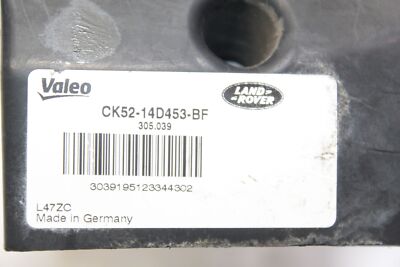 Valeo
LAND
ROVER
CK52-14D453-BF
305.039
3039195123344302
L47ZC
Made in Germany